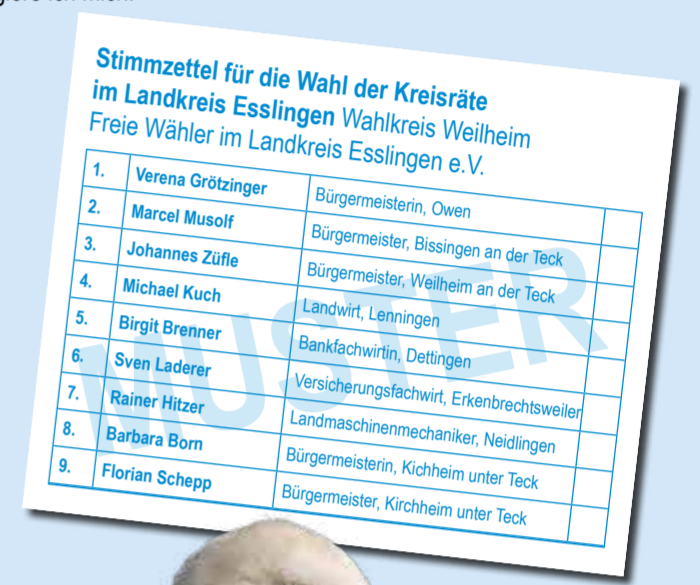 Stimmzettel für die Wahl der Kreisräte
im Landkreis Esslingen Wahlkreis Weilheim
Freie Wähler im Landkreis Esslingen e.V.
1. Verena Grötzinger Bürgermeisterin, Owen
2. Marcel Musolf Bürgermeister, Bissingen an der Teck
3. Johannes Züfle Bürgermeister, Weilheim an der Teck
4. Michael Kuch Landwirt, Lenningen
5. Birgit Brenner Bankfachwirtin, Dettingen
6. Sven Laderer Versicherungsfachwirt, Erkenbrechtsweiler
7. Rainer Hitzer Landmaschinenmechaniker, Neidlingen
8. Barbara Born Bürgermeisterin, Kichheim unter Teck
9. Florian Schepp Bürgermeister, Kirchheim unter Teck
MUSTER